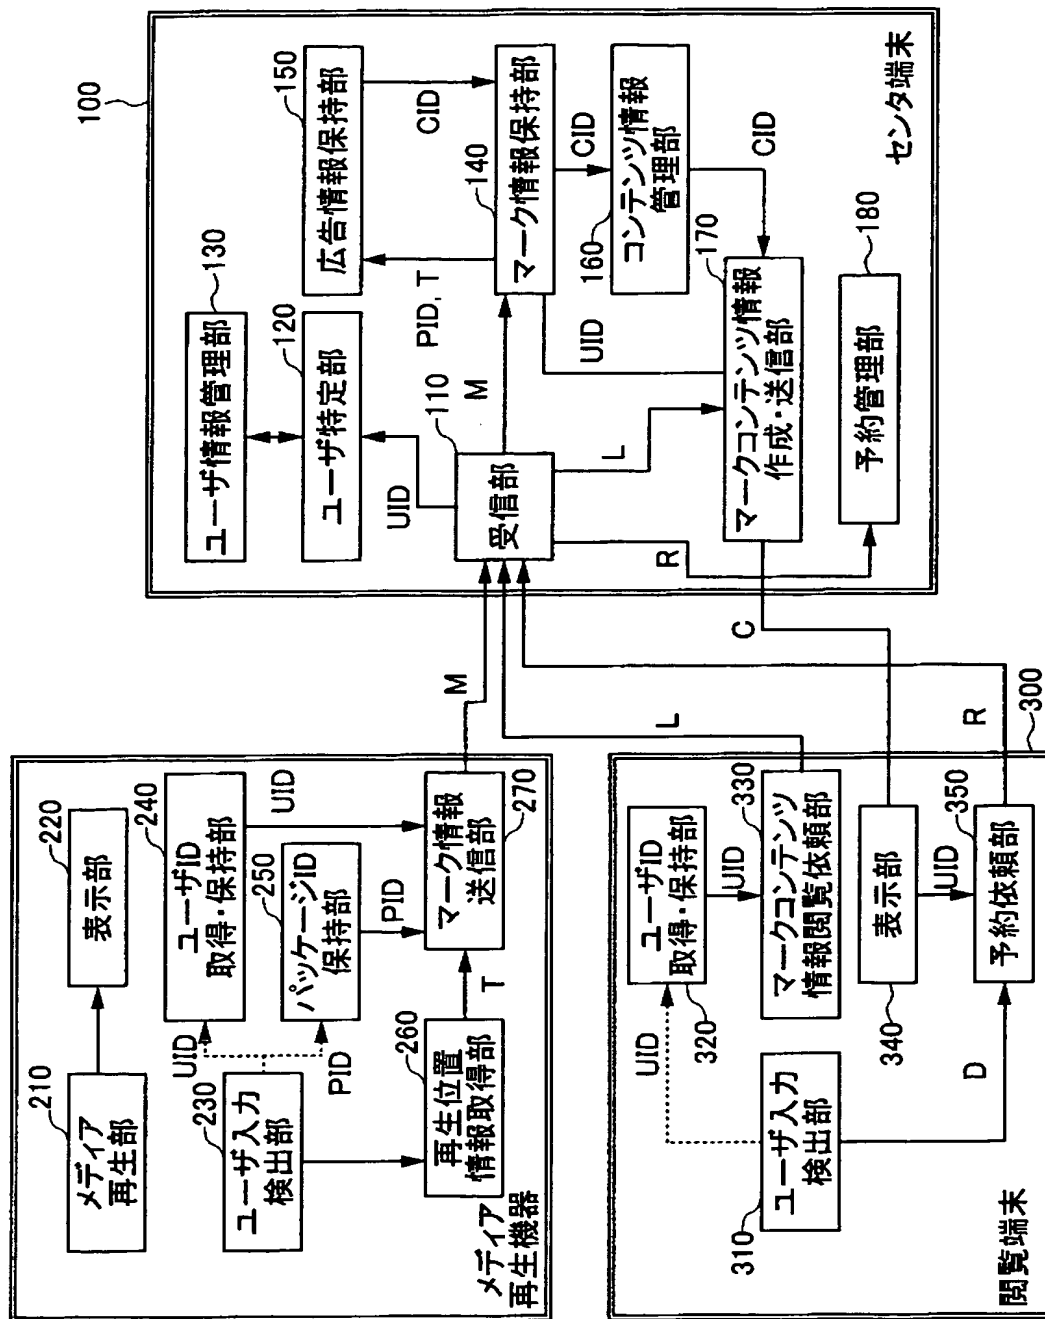 100
150
広告情報保持部
CID
140
マーク情報保持部
CID
160
コンテンツ情報
管理部
CID
センタ端末
130
ユーザ情報管理部
120
ユーザ特定部
PID, T
UID
110
受信部
M
UID
L
170
マークコンテンツ情報
作成・送信部
180
予約管理部
R
C
M
L
R
220
表示部
240
ユーザID
取得・保持部
UID
250
パッケージID
保持部
PID
マーク情報
送信部
270
210
メディア
再生部
UID
230
PID
ユーザ入力
検出部
260
再生位置
情報取得部
T
メディア
再生機器
300
ユーザID
取得・保持部
320
UID
330
マークコンテンツ
情報閲覧依頼部
表示部
340
UID
350
予約依頼部
UID
310
ユーザ入力
検出部
D
閲覧端末